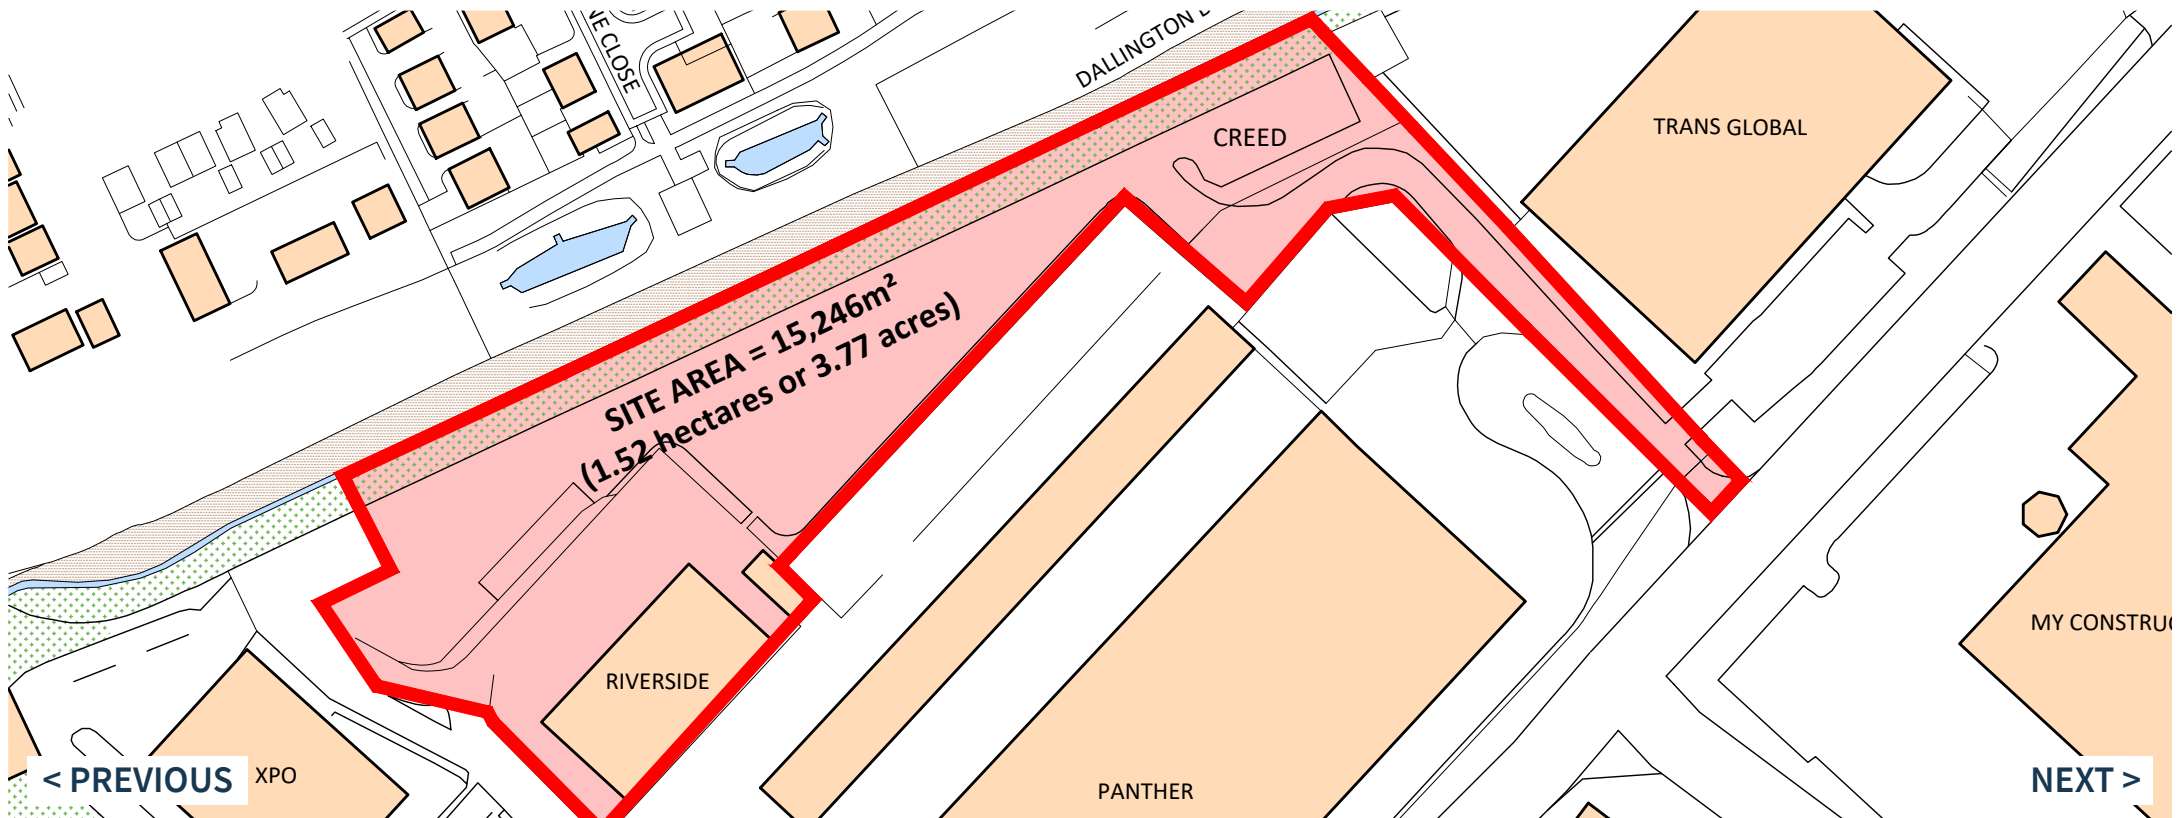 CLOSE
DALLINGTON
CREED
TRANS GLOBAL
SITE AREA = 15,246m²
(1.52 hectares or 3.77 acres)
RIVERSIDE
MY CONSTRUC
XPO
PANTHER
< PREVIOUS
NEXT >